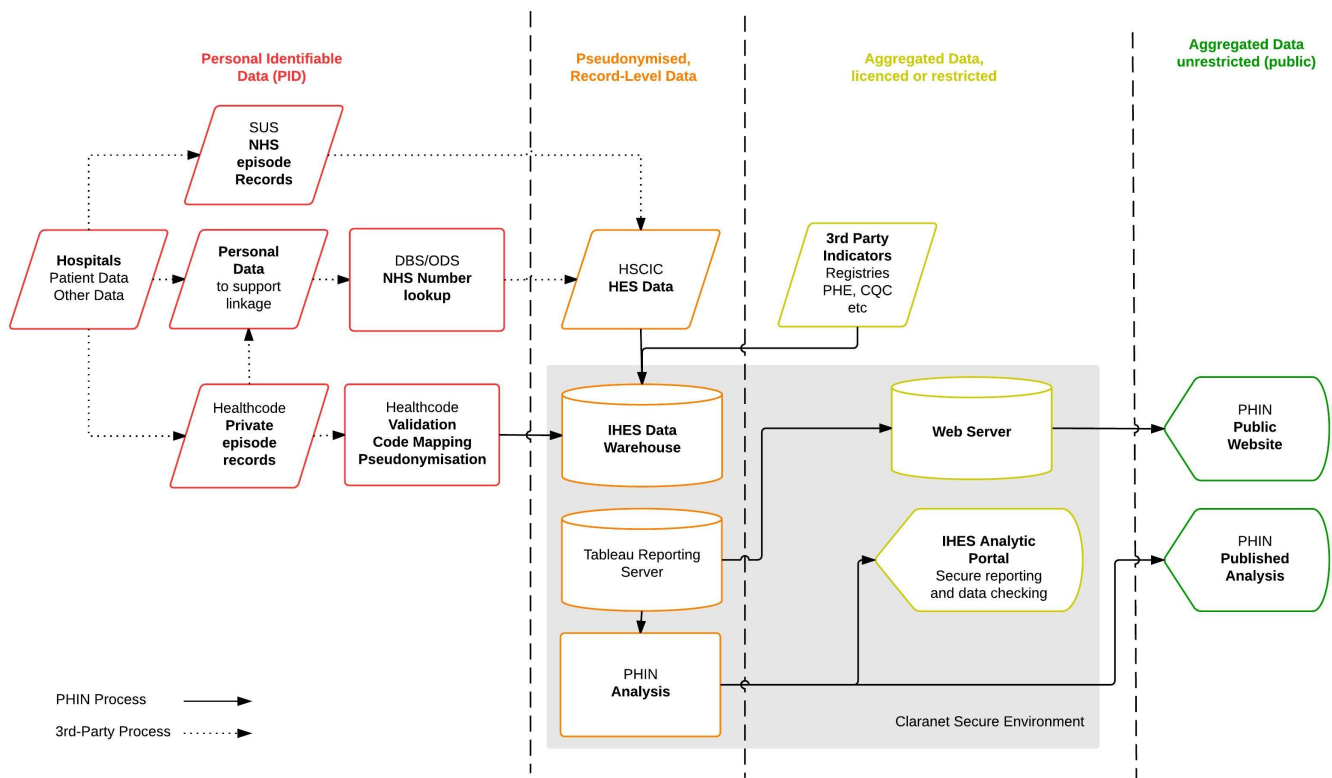 Personal Identifiable
Data (PID)
Pseudonymised,
Record-Level Data
Aggregated Data,
licenced or restricted
Aggregated Data
unrestricted (public)
SUS
NHS
episode
Records
Hospitals
Patient Data
Other Data
Personal
Data
to support
linkage
DBS/ODS
NHS Number
lookup
HSCIC
HES Data
3rd Party
Indicators
Registries
PHE, CQC
etc
Healthcode
Private
episode
records
Healthcode
Validation
Code Mapping
Pseudonymisation
IHES Data
Warehouse
Web Server
PHIN
Public
Website
Tableau Reporting
Server
IHES Analytic
Portal
Secure reporting
and data checking
PHIN
Published
Analysis
PHIN
Analysis
Claranet Secure Environment
PHIN Process
3rd-Party Process